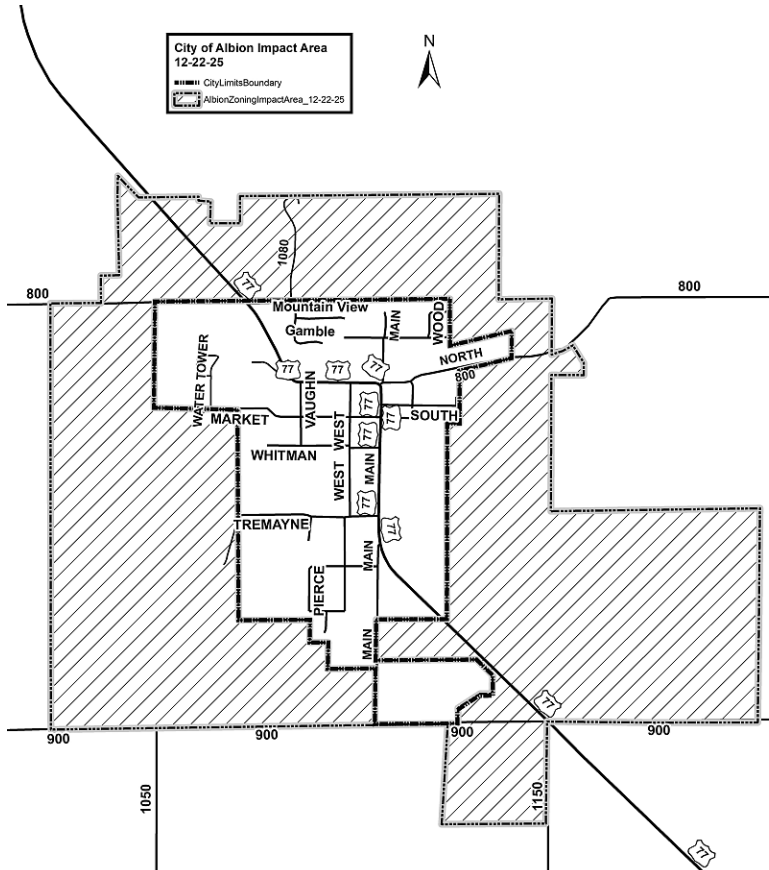 City of Albion Impact Area
12-22-25
CityLimitsBoundary
AlbionZoningImpactArea_12-22-25
N
1080
77
800
800
Mountain View
WOOD
MAIN
Gamble
NORTH
800
WATER TOWER
77
77
77
VAUGHN
77
77
MARKET
WEST
SOUTH
77
WHITMAN
MAIN
WEST
77
TREMAYNE
77
MAIN
PIERCE
MAIN
77
900
900
900
900
1050
1150
77